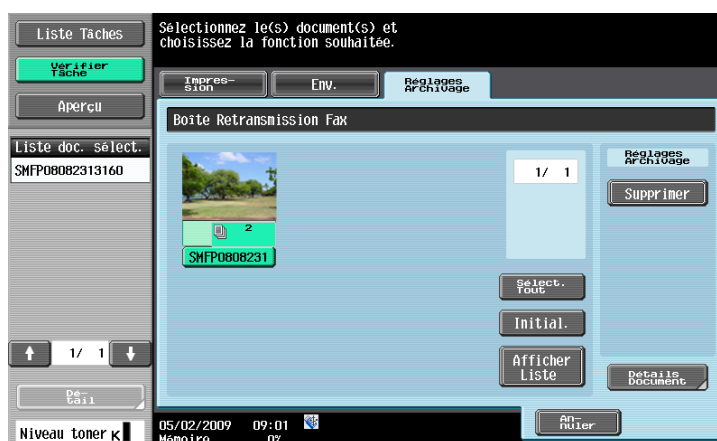 Liste Tâches
Vérifier
Tâche
Aperçu
Liste doc. sélect.
SMFP08082313160
1/ 1
Dé-
tail
Niveau toner K
Sélectionnez le(s) document(s) et
choisissez la fonction souhaitée.
Impres-
sion
Env.
Réglages
Archivage
Boîte Retransmission Fax
2
SMFP0808231
1/ 1
Sélect.
Tout
Initial.
Afficher
Liste
Réglages
Archivage
Supprimer
Détails
Document
05/02/2009 09:01
Mémoire 0%
An-
nuler